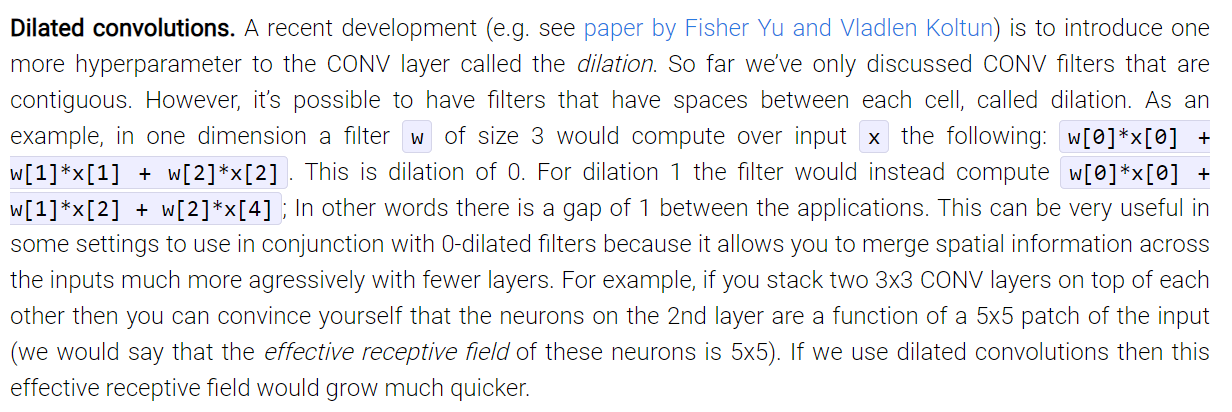 Dilated convolutions. A recent development (e.g. see paper by Fisher Yu and Vladlen Koltun) is to introduce one
more hyperparameter to the CONV layer called the dilation. So far we’ve only discussed CONV filters that are
contiguous. However, it’s possible to have filters that have spaces between each cell, called dilation. As an
example, in one dimension a filter w of size 3 would compute over input x the following: w[0]*x[0] +
w[1]*x[1] + w[2]*x[2]. This is dilation of 0. For dilation 1 the filter would instead compute w[0]*x[0] +
w[1]*x[2] + w[2]*x[4]; In other words there is a gap of 1 between the applications. This can be very useful in
some settings to use in conjunction with 0-dilated filters because it allows you to merge spatial information across
the inputs much more agressively with fewer layers. For example, if you stack two 3x3 CONV layers on top of each
other then you can convince yourself that the neurons on the 2nd layer are a function of a 5x5 patch of the input
(we would say that the effective receptive field of these neurons is 5x5). If we use dilated convolutions then this
effective receptive field would grow much quicker.